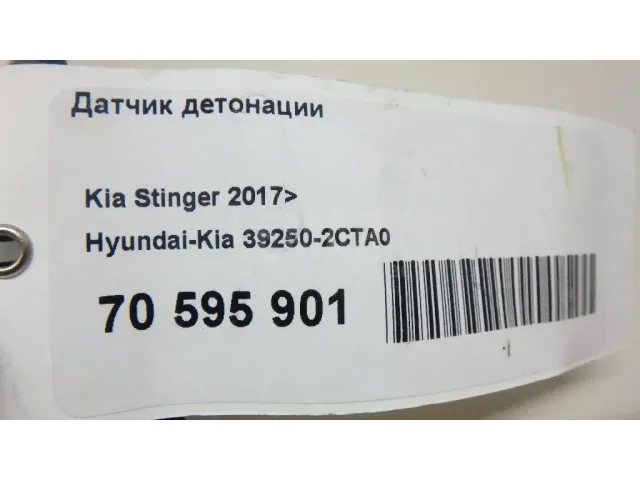 Датчик детонации
Kia Stinger 2017>
Hyundai-Kia 39250-2CTA0
70 595 901